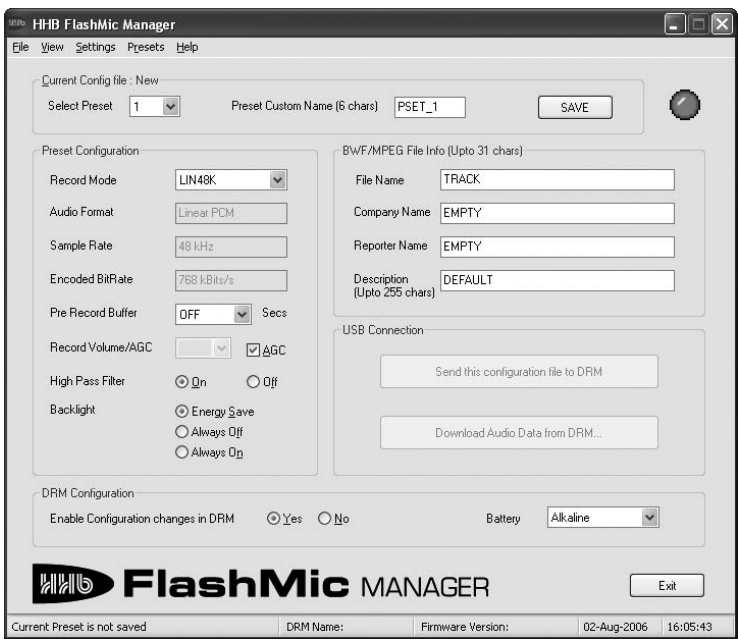 HHB FlashMic Manager
File View Settings Presets Help
Current Config file : New
Select Preset 1 Preset Custom Name (6 chars) PSET_1 SAVE
Preset Configuration
Record Mode LIN48K
Audio Format Linear PCM
Sample Rate 48 kHz
Encoded BitRate 768 kBits/s
Pre Record Buffer OFF Secs
Record Volume/AGC AGC
High Pass Filter On Off
Backlight Energy Save
Always Off
Always On
BWF/MPEG File Info (Upto 31 chars)
File Name TRACK
Company Name EMPTY
Reporter Name EMPTY
Description DEFAULT
(Upto 255 chars)
USB Connection
Send this configuration file to DRM
Download Audio Data from DRM...
DRM Configuration
Enable Configuration changes in DRM Yes No Battery Alkaline
HHb FlashMic MANAGER Exit
Current Preset is not saved DRM Name: Firmware Version: 02-Aug-2006 16:05:43